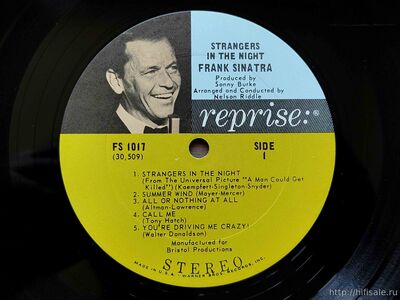 STRANGERS
IN THE NIGHT
FRANK SINATRA
Produced by
Sonny Burke
Arranged and Conducted by
Nelson Riddle
reprise:®
FS 1017
(30,509)
SIDE
1
1. STRANGERS IN THE NIGHT
(From The Universal Picture "A Man Could Get
Killed") (Kaempfert-Singleton-Snyder)
2. SUMMER WIND (Mayer-Mercer)
3. ALL OR NOTHING AT ALL
(Altman-Lawrence)
4. CALL ME
(Tony Hatch)
5. YOU'RE DRIVING ME CRAZY!
(Walter Donaldson)
Manufactured for
Bristol Productions
STEREO
MADE IN U.S.A. - WARNER BROS. RECORDS, INC.
http://hifisale.ru